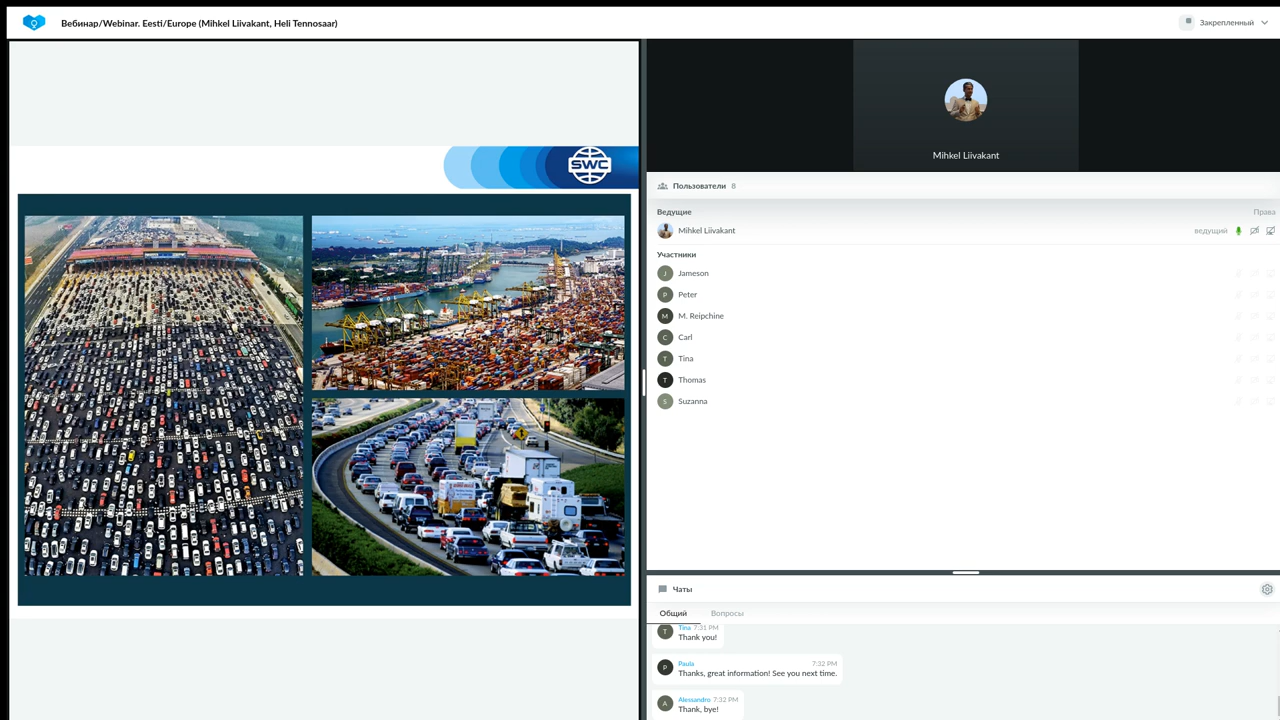 Вебинар/Webinar. Eesti/Europe (Mihkel Liivakant, Heli Tennosaar)
Закрепленный
SWC
Mihkel Liivakant
Пользователи 8
Ведущие Права
Mihkel Liivakant ведущий
Участники
J Jameson
P Peter
M M. Reipchine
C Carl
T Tina
T Thomas
S Suzanna
Чаты
Общий Вопросы
T Tina 7:31 PM
Thank you!
P Paula 7:32 PM
Thanks, great information! See you next time.
A Alessandro 7:32 PM
Thank, bye!